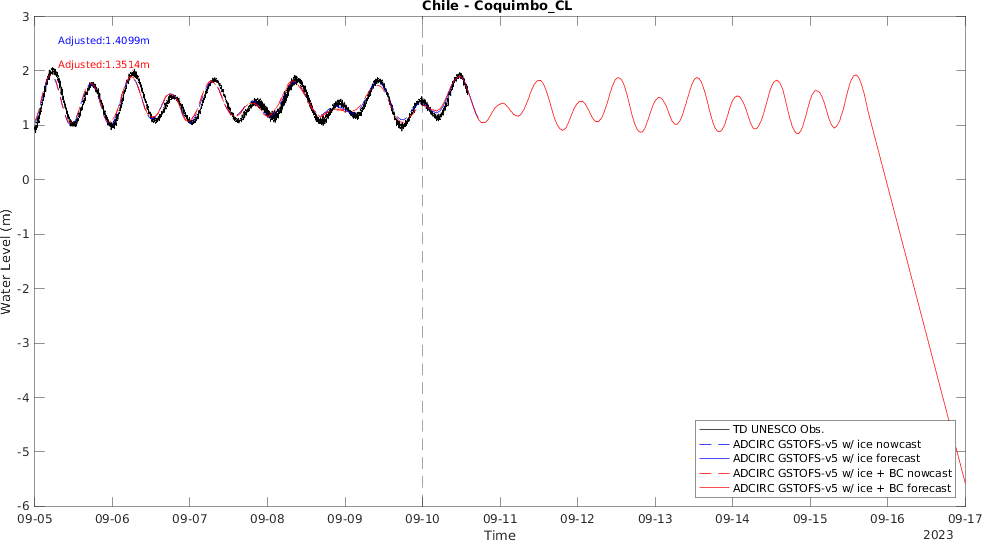 Chile - Coquimbo_CL
3
Adjusted:1.4099m
Adjusted:1.3514m
2
1
0
-1
-2
-3
-4
-5
-6
Water Level (m)
TD UNESCO Obs.
ADCIRC GSTOFS-v5 w/ ice nowcast
ADCIRC GSTOFS-v5 w/ ice forecast
ADCIRC GSTOFS-v5 w/ ice + BC nowcast
ADCIRC GSTOFS-v5 w/ ice + BC forecast
09-05 09-06 09-07 09-08 09-09 09-10 09-11 09-12 09-13 09-14 09-15 09-16 09-17
Time
2023